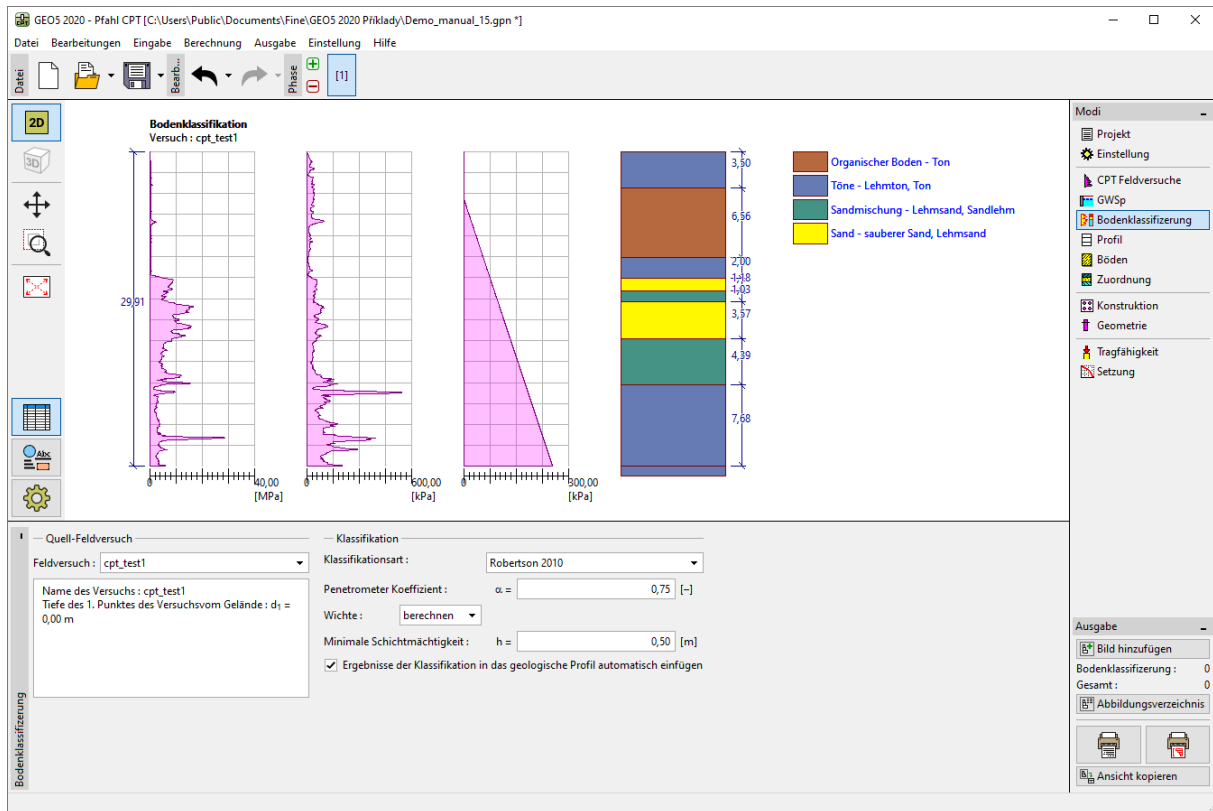 GEO5 2020 - Pfahl CPT [C:\Users\Public\Documents\Fine\GEO5 2020 Příklady\Demo_manual_15.gpn *]
Datei Bearbeitungen Eingabe Berechnung Ausgabe Einstellung Hilfe
Datei
Bearb...
Phase
[1]
2D
3D
Abc
Bodenklassifikation
Versuch : cpt_test1
29,91
0
40,00
[MPa]
0
600,00
[kPa]
0
300,00
[kPa]
3,50
6,56
2,00
1,18
1,03
3,57
4,39
7,68
Organischer Boden - Ton
Töne - Lehmton, Ton
Sandmischung - Lehmsand, Sandlehm
Sand - sauberer Sand, Lehmsand
Modi
Projekt
Einstellung
CPT Feldversuche
GWSp
Bodenklassifizerung
Profil
Böden
Zuordnung
Konstruktion
Geometrie
Tragfähigkeit
Setzung
Bodenklassifizerung
Quell-Feldversuch
Feldversuch : cpt_test1
Name des Versuchs : cpt_test1
Tiefe des 1. Punktes des Versuchsvom Gelände : d₁ =
0,00 m
Klassifikation
Klassifikationsart : Robertson 2010
Penetrometer Koefficient : α = 0,75 [–]
Wichte : berechnen
Minimale Schichtmächtigkeit : h = 0,50 [m]
Ergebnisse der Klassifikation in das geologische Profil automatisch einfügen
Ausgabe
Bild hinzufügen
Bodenklassifizerung : 0
Gesamt : 0
Abbildungsverzeichnis
Ansicht kopieren